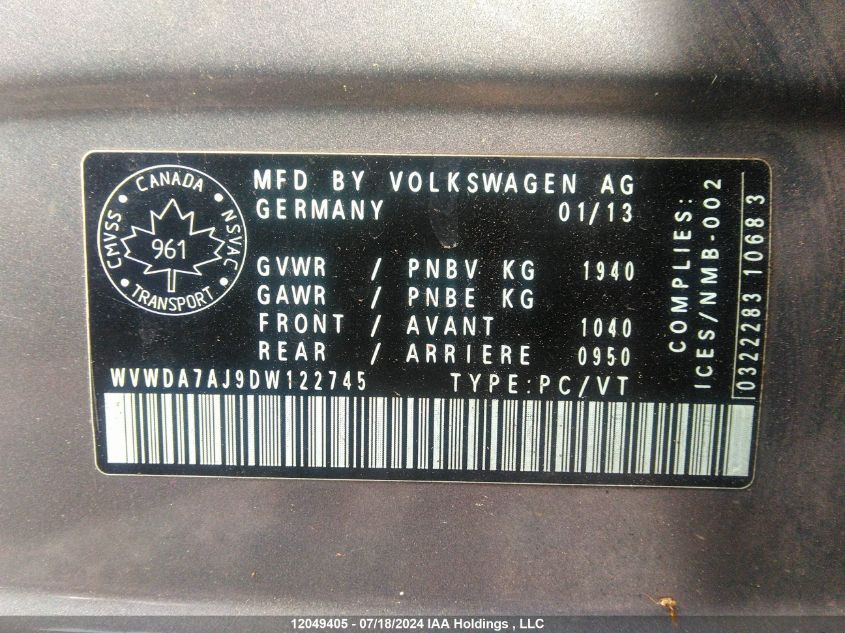 CANADA
CMVSS
NSVAC
961
TRANSPORT
MFD BY VOLKSWAGEN AG
GERMANY 01/13
GVWR / PNBV KG 1940
GAWR / PNBE KG
FRONT / AVANT 1040
REAR / ARRIERE 0950
WVWDA7AJ9DW122745 TYPE:PC/VT
COMPLIES:
ICES/NMB-002
0322283 1068 3
12049405 - 07/18/2024 IAA Holdings , LLC